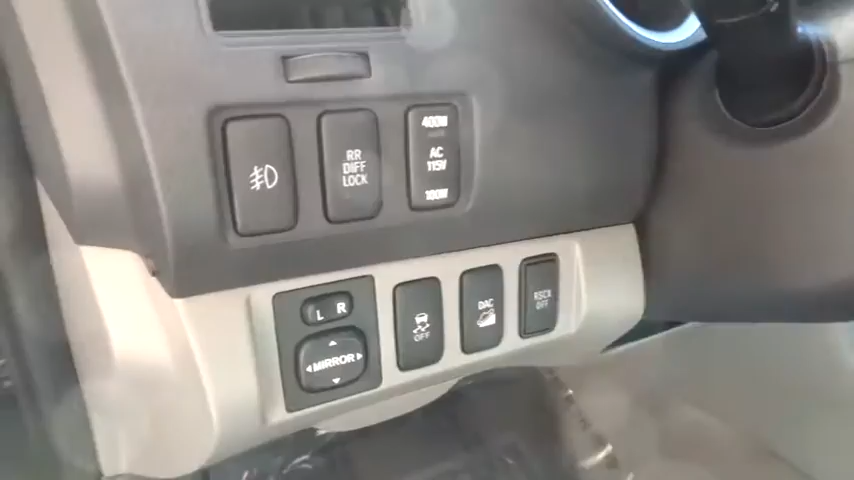 RR
DIFF
LOCK
400W
AC
115V
100W
L R
MIRROR
OFF
DAC
RSCA
OFF